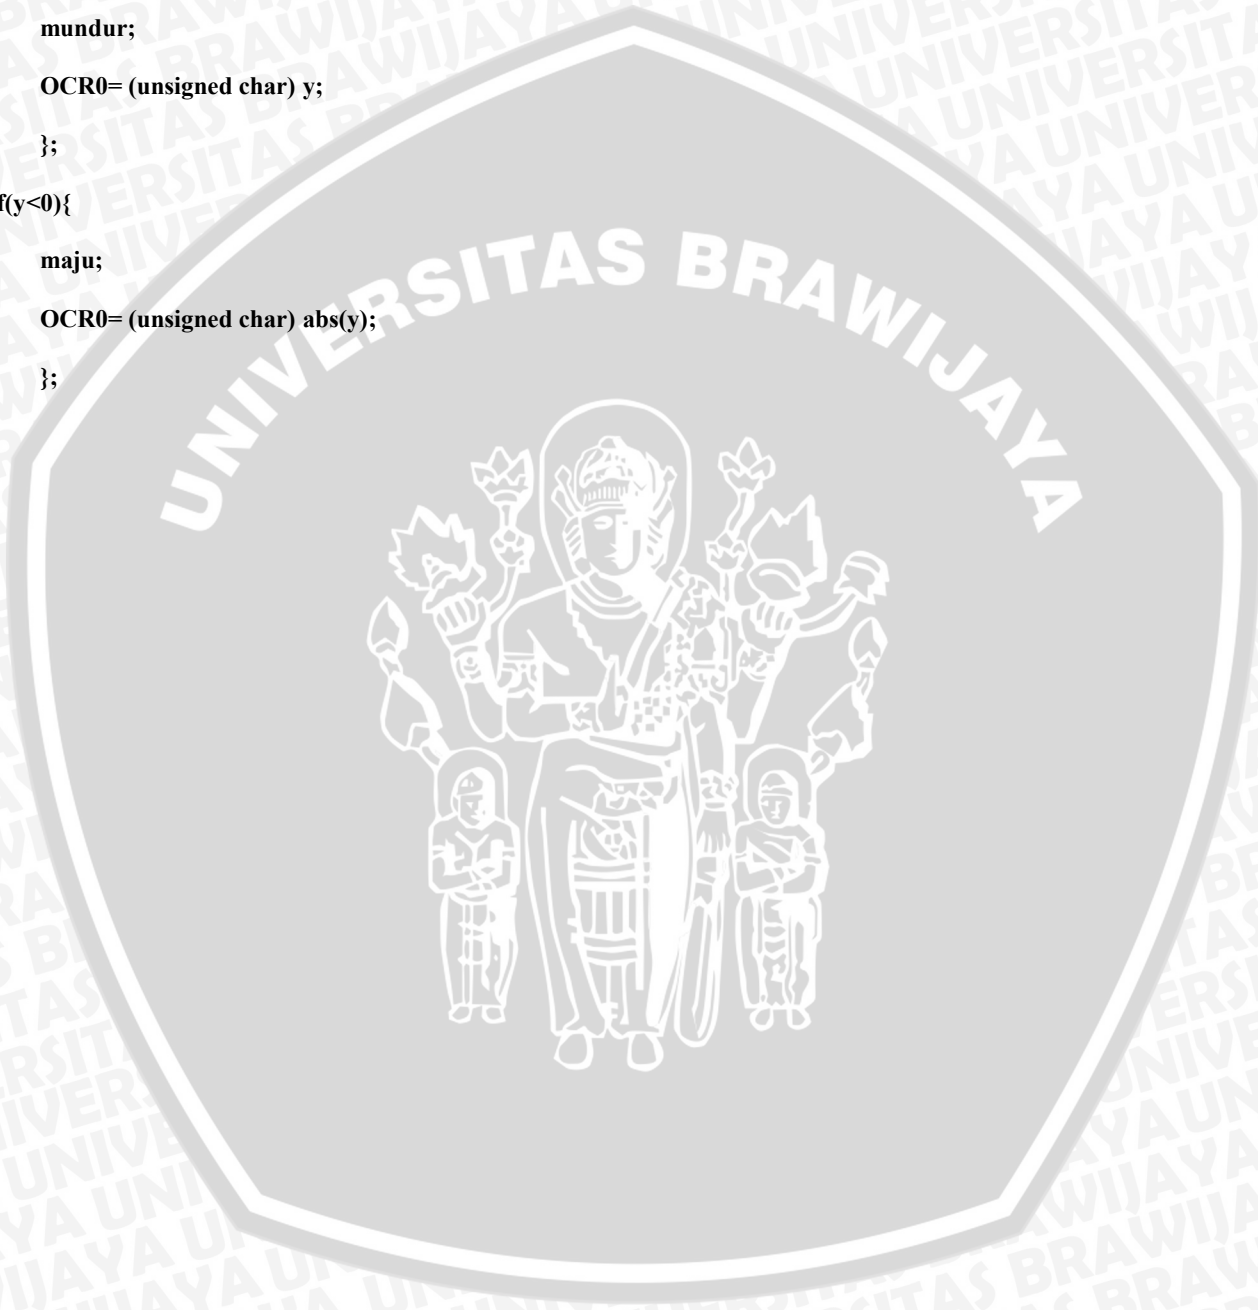 mundur;
OCR0= (unsigned char) y;
};
f(y<0){
maju;
OCR0= (unsigned char) abs(y);
};
UNIVERSITAS BRAWIJAYA